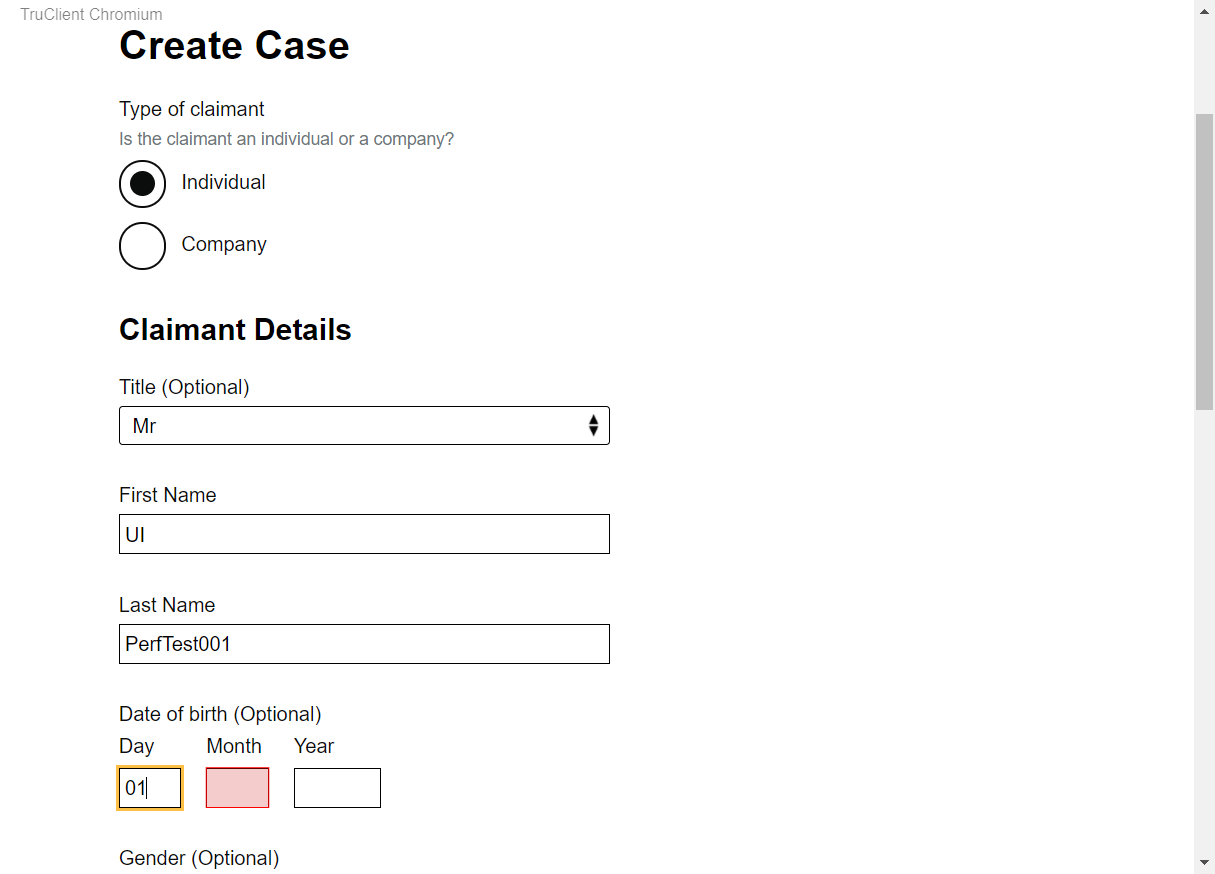 TruClient Chromium
Create Case
Type of claimant
Is the claimant an individual or a company?
Individual
Company
Claimant Details
Title (Optional)
Mr
First Name
UI
Last Name
PerfTest001
Date of birth (Optional)
Day Month Year
01
Gender (Optional)